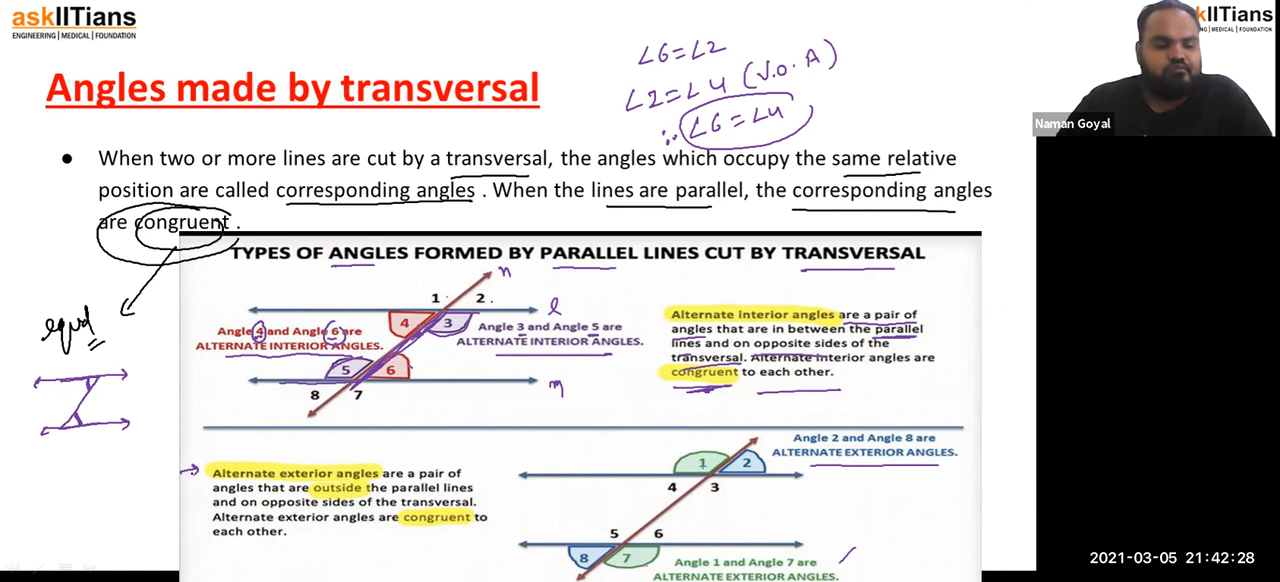 askIITians
ENGINEERING | MEDICAL | FOUNDATION
kIITians
NG | MEDICAL | FOUNDATION
∠6=∠2
∠2=∠4 (V.O.A)
∴ ∠6=∠4
Angles made by transversal
Naman Goyal
● When two or more lines are cut by a transversal, the angles which occupy the same relative
position are called corresponding angles . When the lines are parallel, the corresponding angles
are congruent .
equal
TYPES OF ANGLES FORMED BY PARALLEL LINES CUT BY TRANSVERSAL
n
1 2
l
4 3
Angle 4 and Angle 6 are
ALTERNATE INTERIOR ANGLES.
Angle 3 and Angle 5 are
ALTERNATE INTERIOR ANGLES.
5 6
m
8 7
Alternate interior angles are a pair of
angles that are in between the parallel
lines and on opposite sides of the
transversal. Alternate interior angles are
congruent to each other.
Alternate exterior angles are a pair of
angles that are outside the parallel lines
and on opposite sides of the transversal.
Alternate exterior angles are congruent to
each other.
Angle 2 and Angle 8 are
ALTERNATE EXTERIOR ANGLES.
1 2
4 3
5 6
8 7
Angle 1 and Angle 7 are
ALTERNATE EXTERIOR ANGLES.
2021-03-05 21:42:28